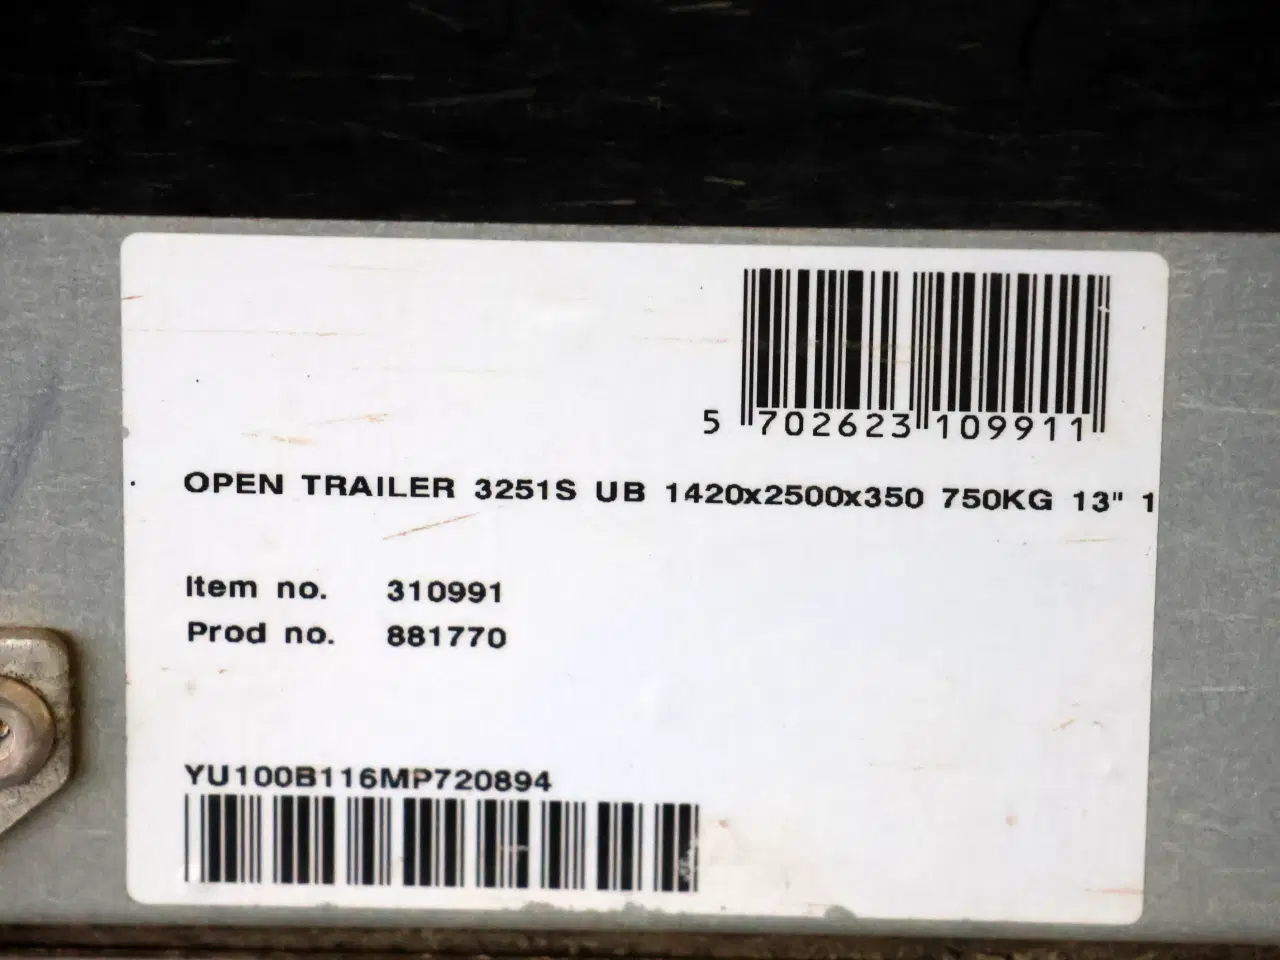 5 702623 109911
OPEN TRAILER 3251S UB 1420x2500x350 750KG 13" 1
Item no. 310991
Prod no. 881770
YU100B116MP720894